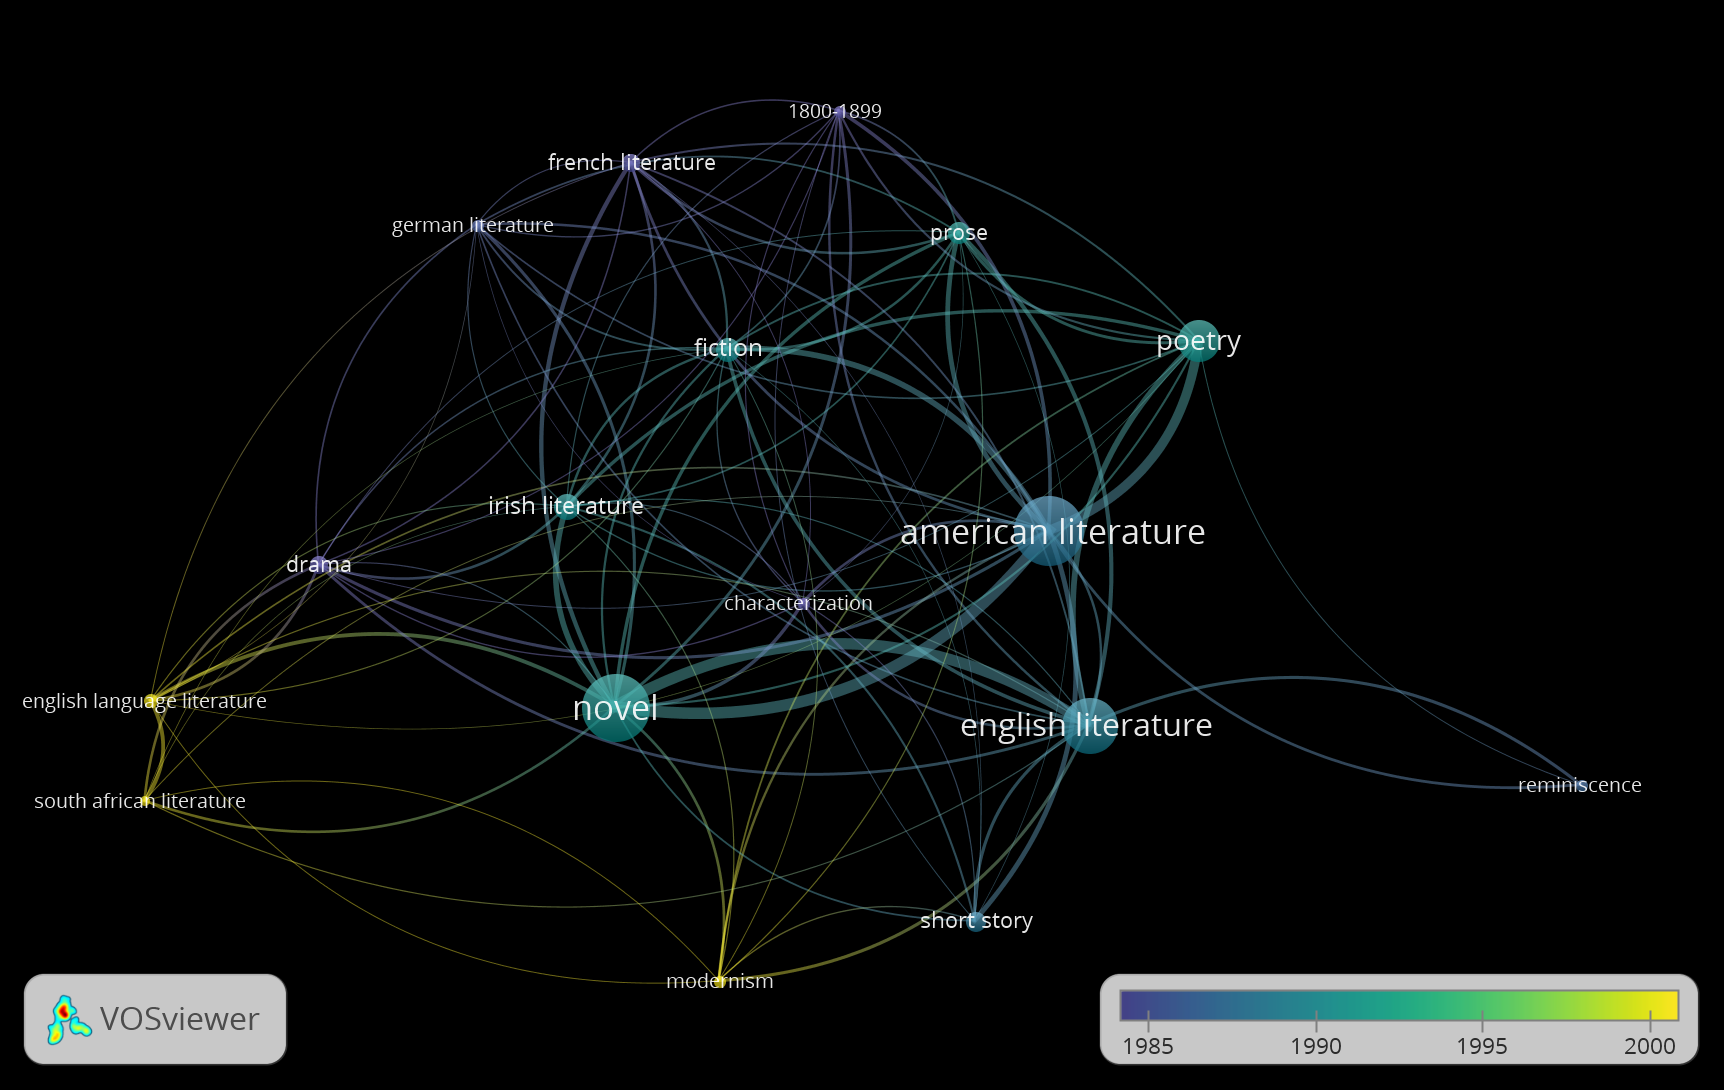 1800-1899
french literature
german literature
prose
poetry
fiction
irish literature
american literature
drama
characterization
english language literature
novel
english literature
reminiscence
south african literature
short story
modernism
VOSviewer
1985 1990 1995 2000